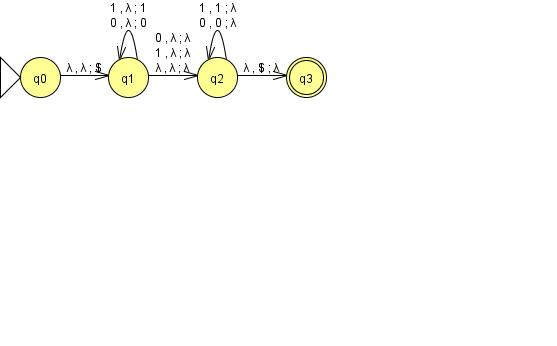 1 , λ ; 1
0 , λ ; 0
1 , 1 ; λ
0 , 0 ; λ
0 , λ ; λ
1 , λ ; λ
λ , λ ; $
λ , λ ; λ
λ , $ ; λ
q0
q1
q2
q3